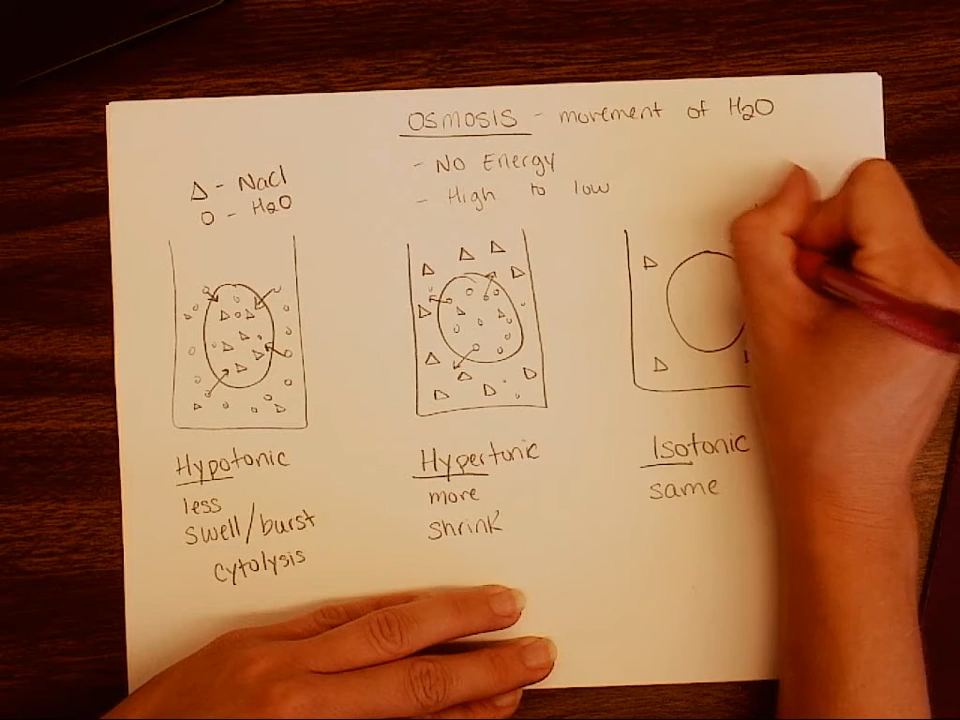 OSMOSIS - movement of H2O
- No Energy
- High to low
Δ - NaCl
O - H2O
Hypotonic
less
swell/burst
cytolysis
Hypertonic
more
shrink
Isotonic
same